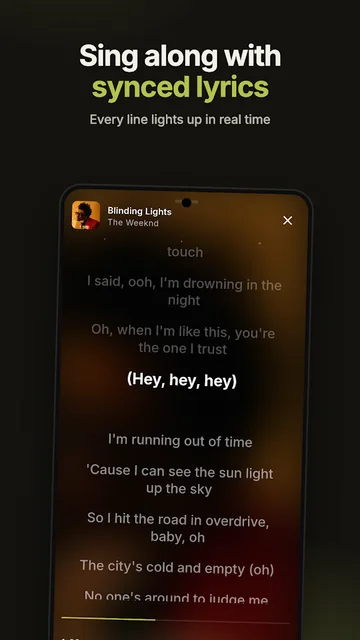 Sing along with
synced lyrics
Every line lights up in real time
Blinding Lights
The Weeknd
touch
I said, ooh, I'm drowning in the
night
Oh, when I'm like this, you're
the one I trust
(Hey, hey, hey)
I'm running out of time
'Cause I can see the sun light
up the sky
So I hit the road in overdrive,
baby, oh
The city's cold and empty (oh)
No one's around to judge me